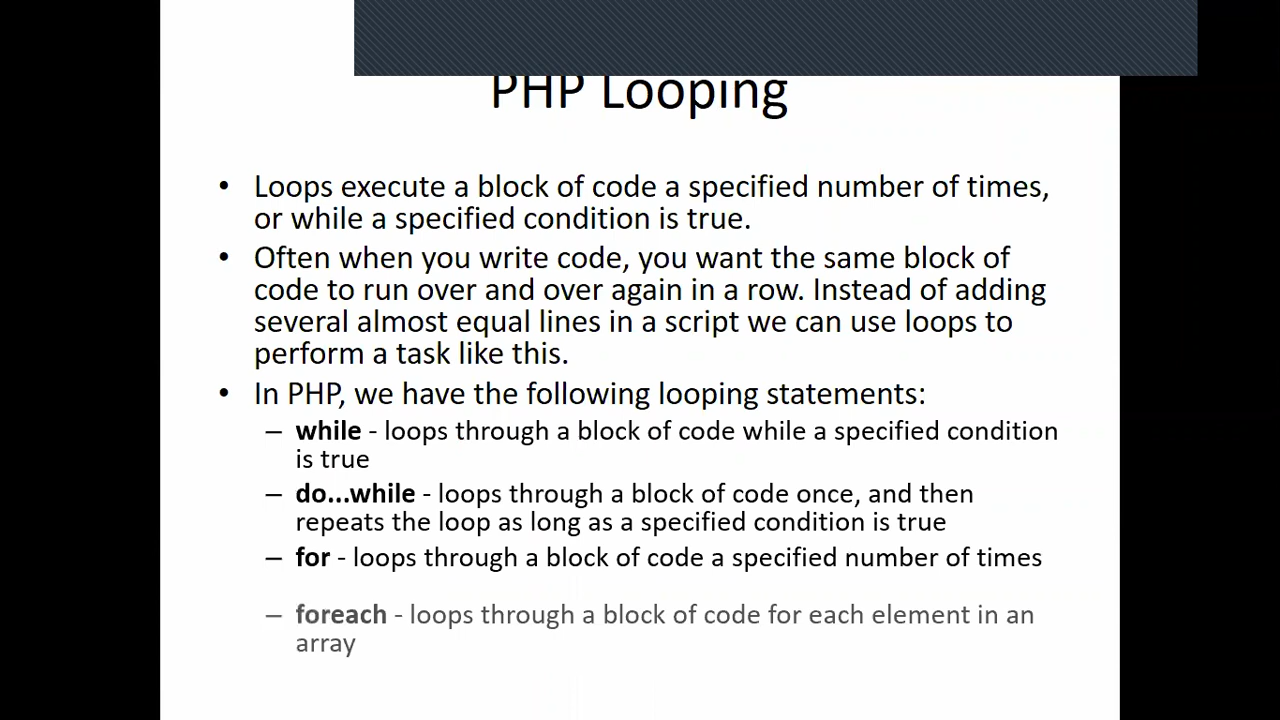 PHP Looping
• Loops execute a block of code a specified number of times,
or while a specified condition is true.
• Often when you write code, you want the same block of
code to run over and over again in a row. Instead of adding
several almost equal lines in a script we can use loops to
perform a task like this.
• In PHP, we have the following looping statements:
– while - loops through a block of code while a specified condition
is true
– do...while - loops through a block of code once, and then
repeats the loop as long as a specified condition is true
– for - loops through a block of code a specified number of times
– foreach - loops through a block of code for each element in an
array